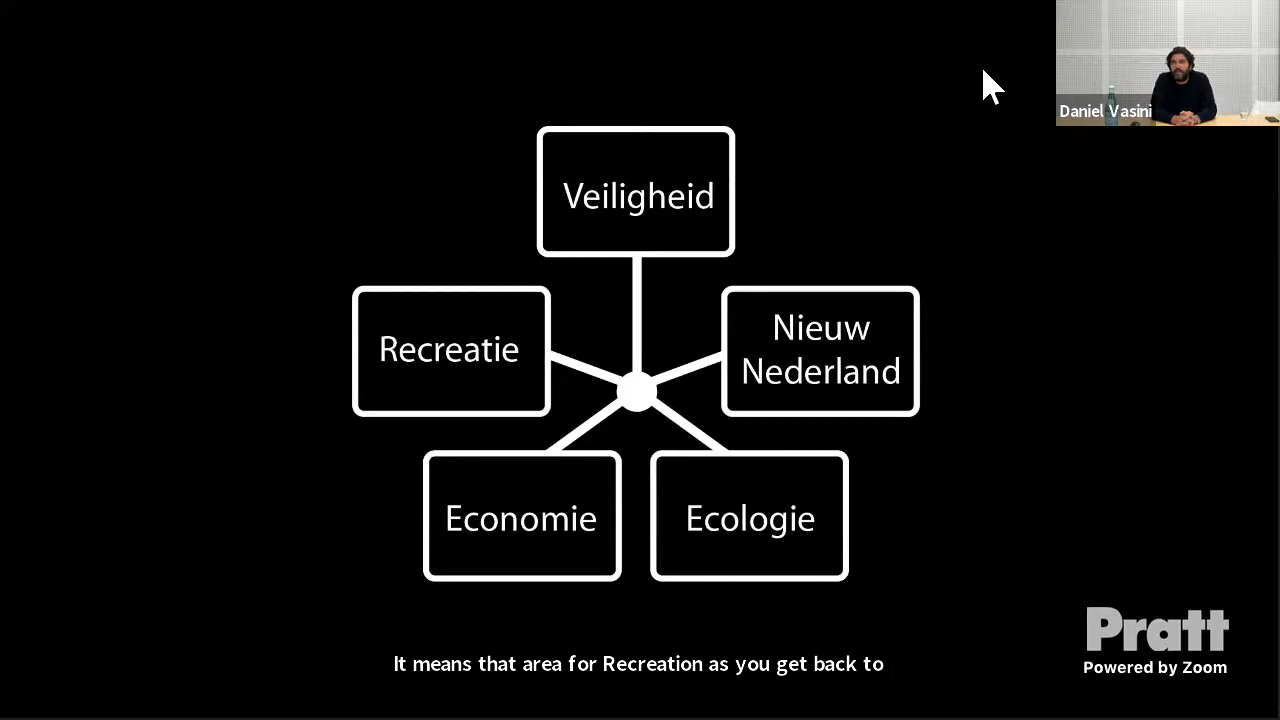 Daniel Vasini
Veiligheid
Recreatie
Nieuw
Nederland
Economie
Ecologie
It means that area for Recreation as you get back to
Pratt
Powered by Zoom